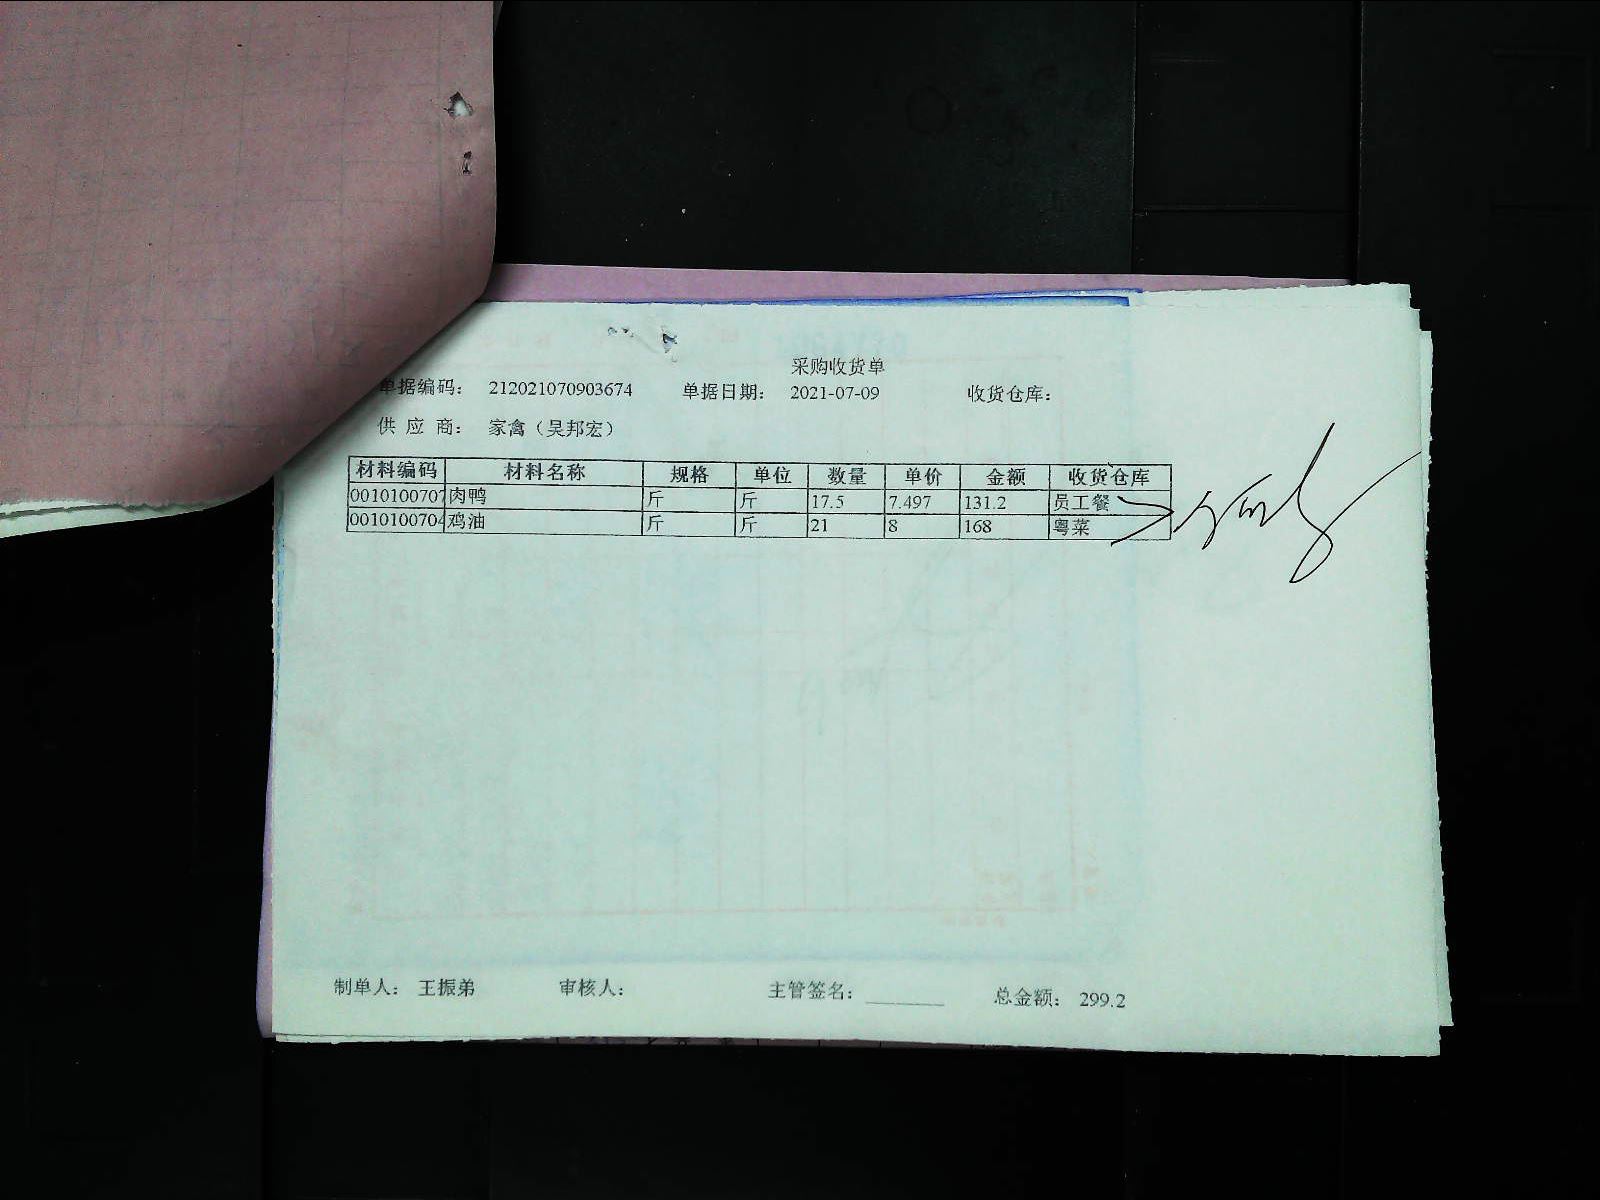 采购收货单
单据编码： 212021070903674 单据日期： 2021-07-09 收货仓库：
供 应 商： 家禽（吴邦宏）
材料编码 材料名称 规格 单位 数量 单价 金额 收货仓库
0010100707 肉鸭 斤 斤 17.5 7.497 131.2 员工餐
0010100704 鸡油 斤 斤 21 8 168 粤菜
制单人： 王振弟 审核人： 主管签名： 总金额： 299.2